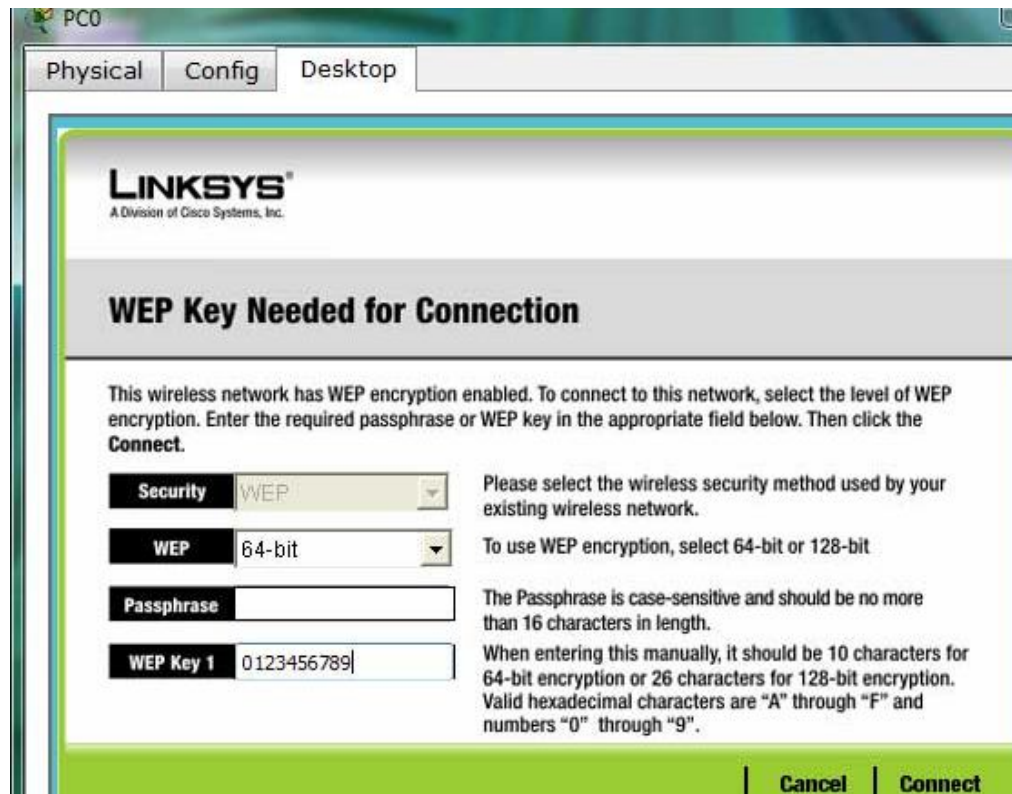 PC0
Physical Config Desktop
LINKSYS®
A Division of Cisco Systems, Inc.
WEP Key Needed for Connection
This wireless network has WEP encryption enabled. To connect to this network, select the level of WEP
encryption. Enter the required passphrase or WEP key in the appropriate field below. Then click the
Connect.
Security WEP
Please select the wireless security method used by your
existing wireless network.
WEP 64-bit
To use WEP encryption, select 64-bit or 128-bit
Passphrase
The Passphrase is case-sensitive and should be no more
than 16 characters in length.
WEP Key 1 0123456789
When entering this manually, it should be 10 characters for
64-bit encryption or 26 characters for 128-bit encryption.
Valid hexadecimal characters are “A” through “F” and
numbers “0” through “9”.
Cancel Connect